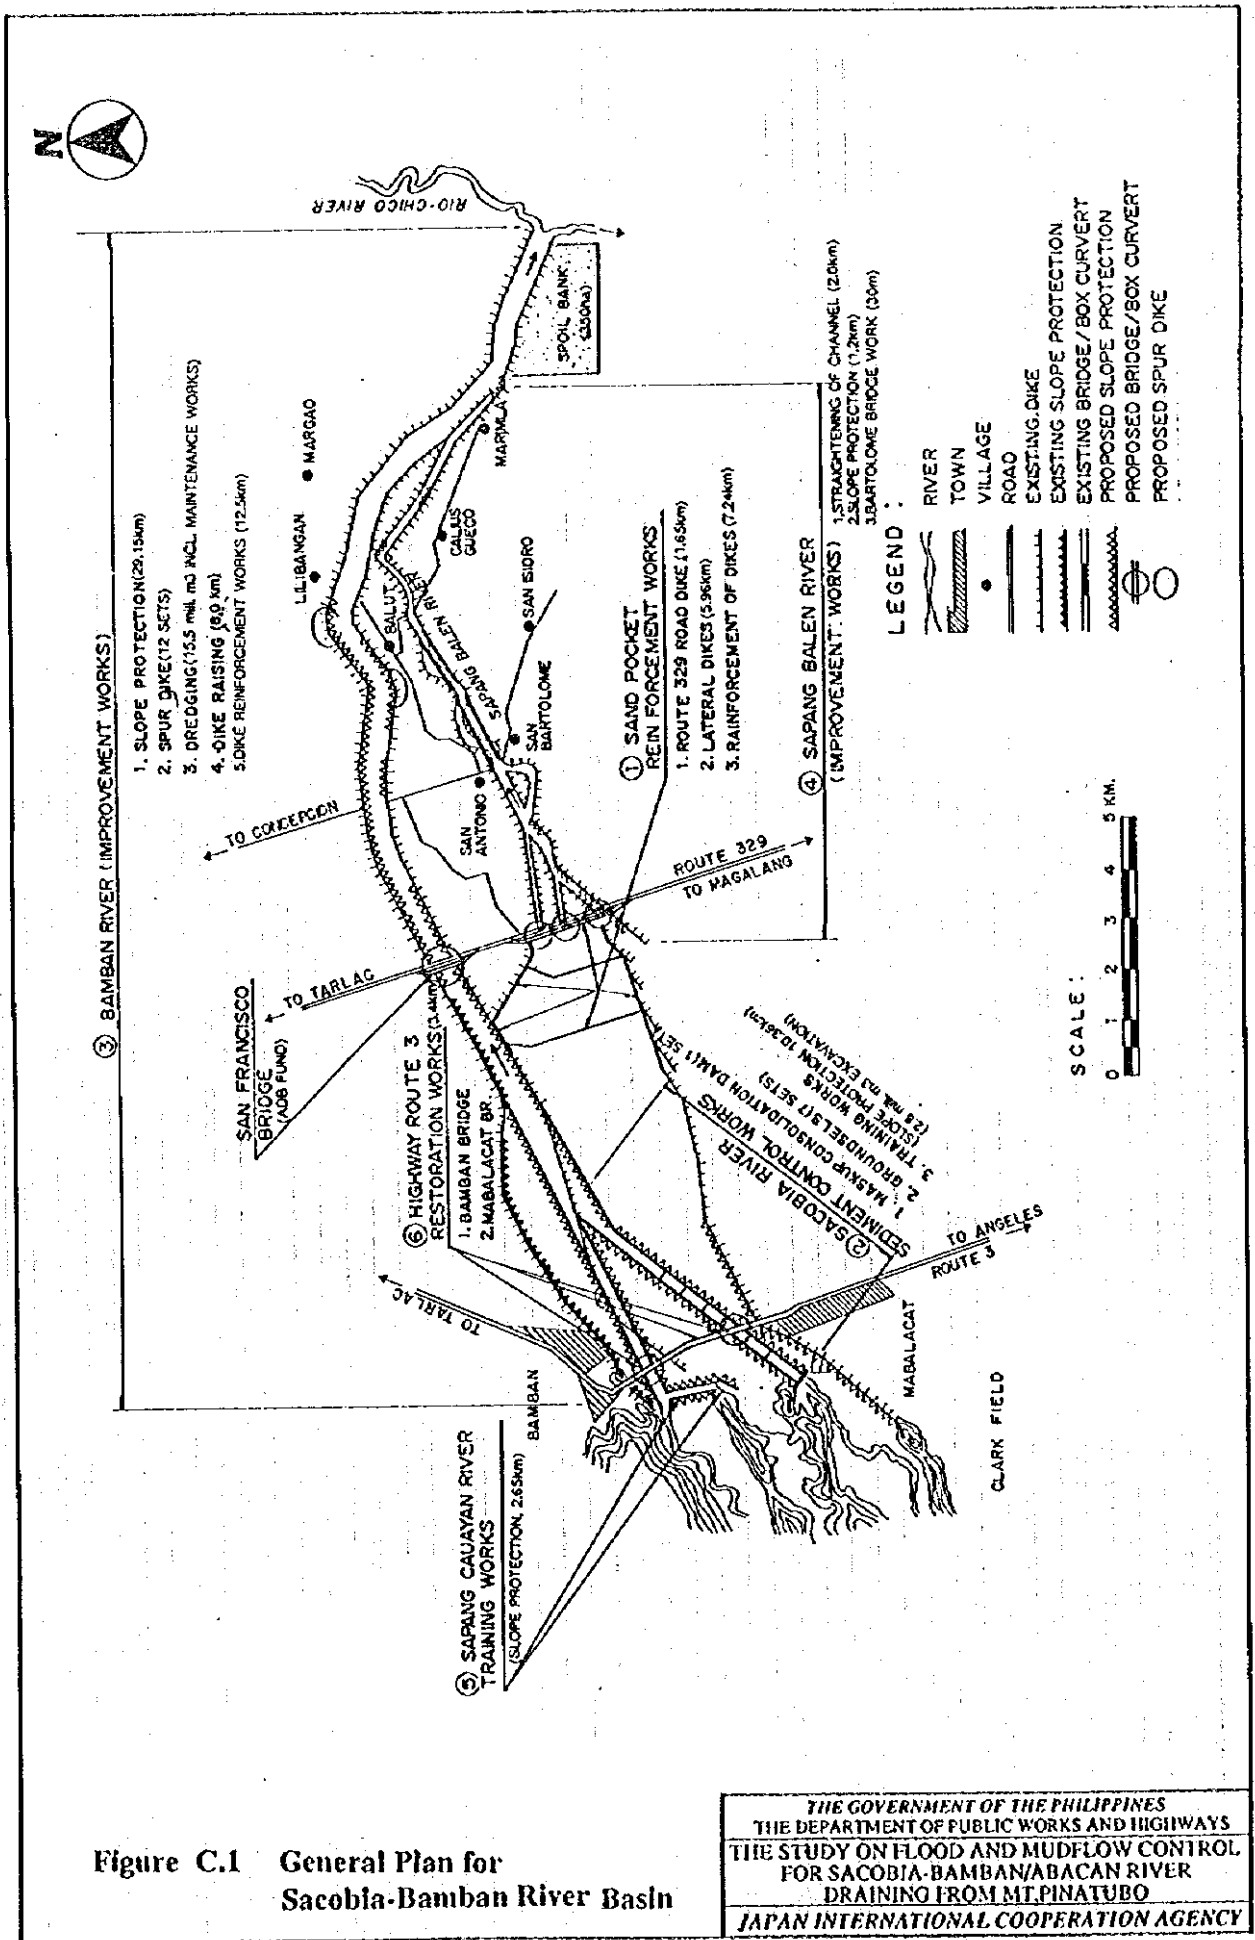 N
RIO-CHICO RIVER
③ BAMBAN RIVER (IMPROVEMENT WORKS)
1. SLOPE PROTECTION(29.15km)
2. SPUR DIKE(12 SETS)
3. DREDGING(15.5 mill. m3 INCL. MAINTENANCE WORKS)
4. DIKE RAISING (6.0 km)
5.DIKE REINFORCEMENT WORKS (12.5km)
MARGAO
LILIBANGAN
BALUT
SAPANG BALEN RIVER
CALIUS
GUECO
MARIMLA
SPOIL BANK
(350ha)
SAN ISIDRO
SAN
BARTOLOME
SAN
ANTONIO
TO CONCEPCION
TO TARLAC
ROUTE 329
TO MAGALANG
SAN FRANCISCO
BRIDGE
(ADB FUND)
① SAND POCKET
REIN FORCEMENT WORKS
1. ROUTE 329 ROAD DIKE (1.65km)
2. LATERAL DIKES (5.96km)
3. RAINFORCEMENT OF DIKES (7.24km)
④ SAPANG BALEN RIVER
(IMPROVEMENT WORKS)
1.STRAIGHTENING OF CHANNEL (2.0km)
2.SLOPE PROTECTION (1.2km)
3.BARTOLOME BRIDGE WORK (30m)
⑥ HIGHWAY ROUTE 3
RESTORATION WORKS
1. BAMBAN BRIDGE
2.MABALACAT BR.
② SACOBIA RIVER
SEDIMENT CONTROL WORKS
1. MASKUP CONSOLIDATION DAM(1 SET)
2. GROUNDSELS (7 SETS)
3. TRAINING WORKS
(SLOPE PROTECTION 10.36km)
(2.8 mill. m3 EXCAVATION)
TO TARLAC
BAMBAN
TO ANGELES
ROUTE 3
MABALACAT
CLARK FIELD
⑤ SAPANG CAUAYAN RIVER
TRAINING WORKS
(SLOPE PROTECTION, 2.65km)
LEGEND :
RIVER
TOWN
VILLAGE
ROAD
EXISTING DIKE
EXISTING SLOPE PROTECTION
EXISTING BRIDGE/BOX CURVERT
PROPOSED SLOPE PROTECTION
PROPOSED BRIDGE/BOX CURVERT
PROPOSED SPUR DIKE
SCALE :
0 1 2 3 4 5 KM.
Figure C.1 General Plan for
Sacobia-Bamban River Basin
THE GOVERNMENT OF THE PHILIPPINES
THE DEPARTMENT OF PUBLIC WORKS AND HIGHWAYS
THE STUDY ON FLOOD AND MUDFLOW CONTROL
FOR SACOBIA-BAMBAN/ABACAN RIVER
DRAINING FROM MT.PINATUBO
JAPAN INTERNATIONAL COOPERATION AGENCY